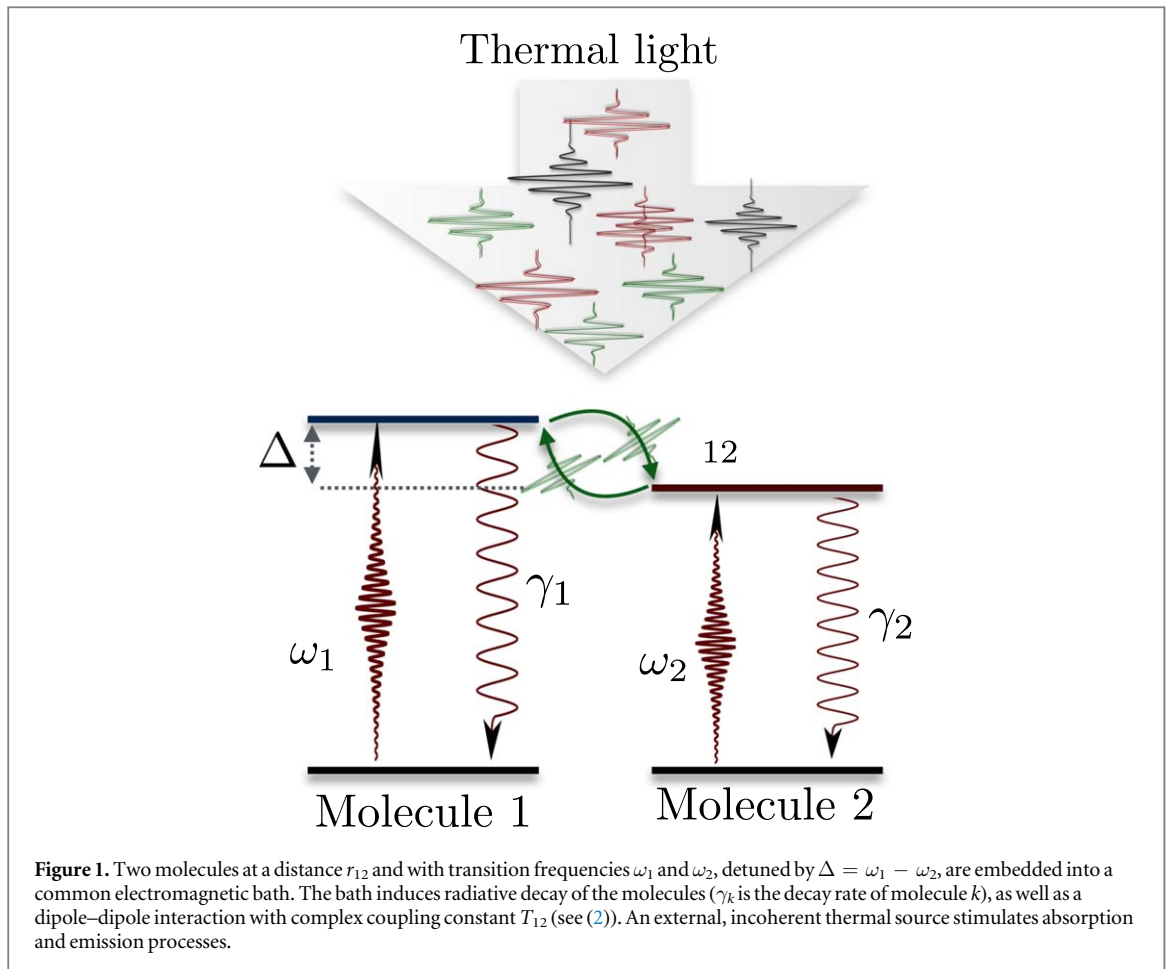 Thermal light
Δ
12
γ₁
ω₁
γ₂
ω₂
Molecule 1
Molecule 2
Figure 1. Two molecules at a distance r₁₂ and with transition frequencies ω₁ and ω₂, detuned by Δ = ω₁ − ω₂, are embedded into a
common electromagnetic bath. The bath induces radiative decay of the molecules (γₖ is the decay rate of molecule k), as well as a
dipole–dipole interaction with complex coupling constant T₁₂ (see (2)). An external, incoherent thermal source stimulates absorption
and emission processes.